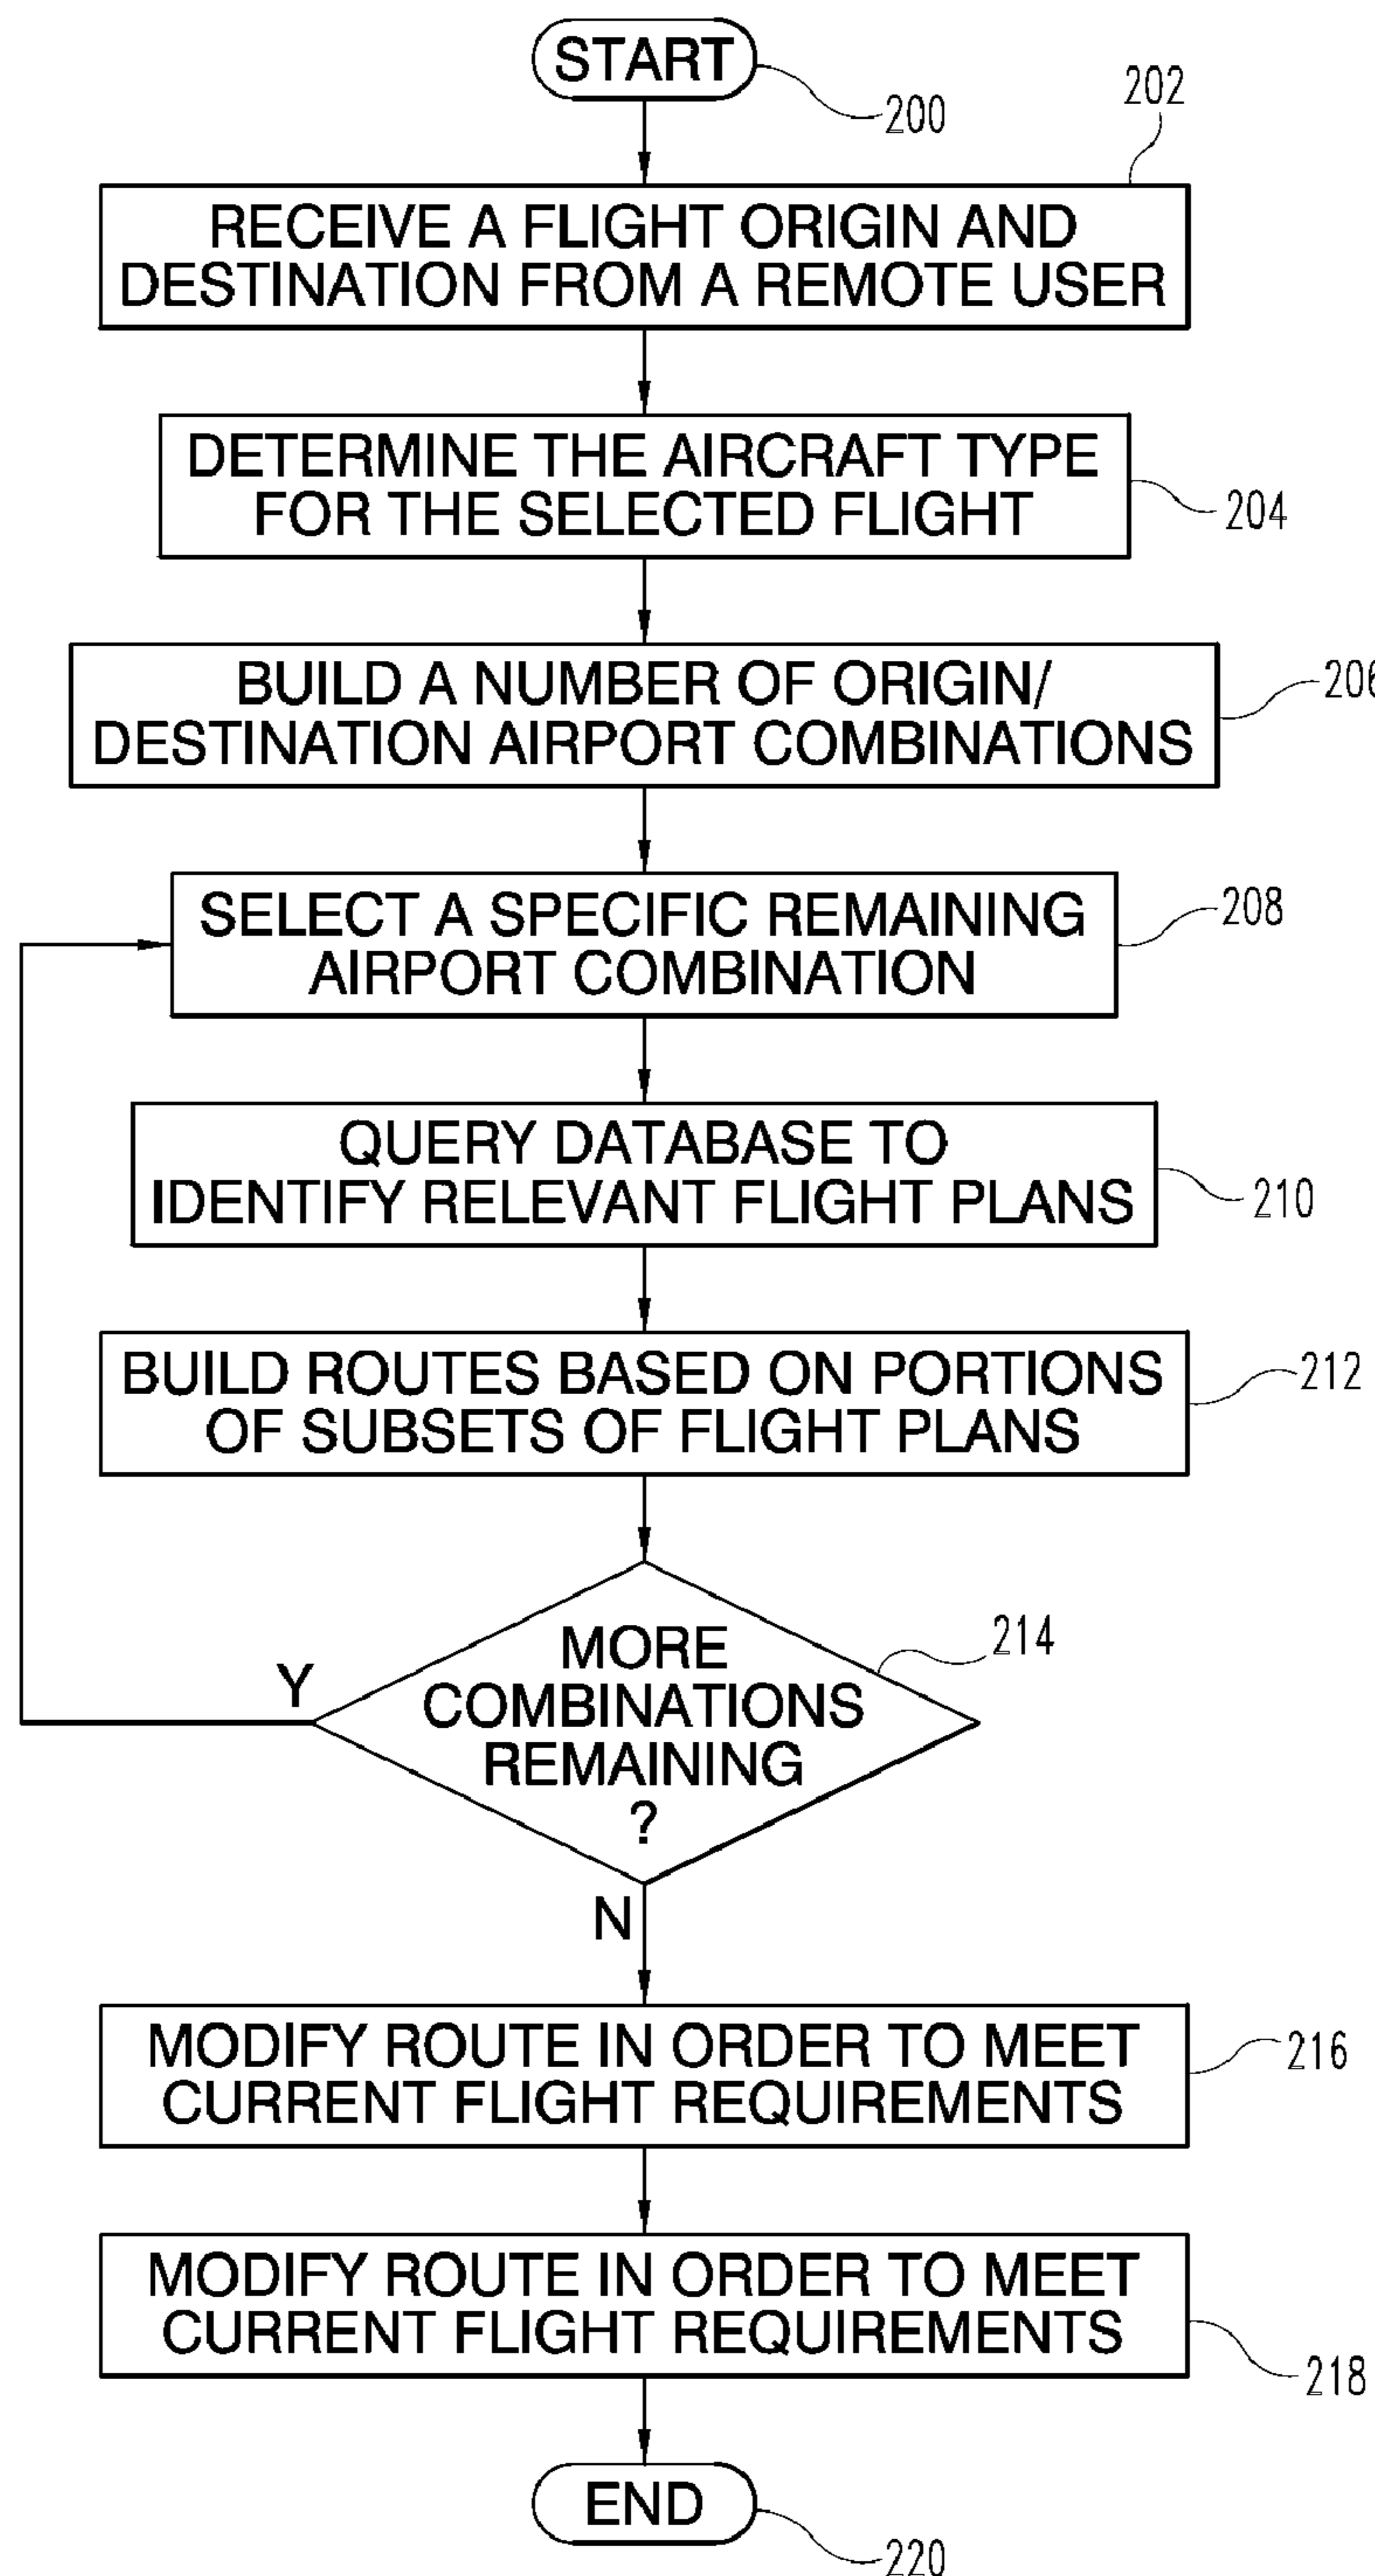 START
200
202
RECEIVE A FLIGHT ORIGIN AND
DESTINATION FROM A REMOTE USER
DETERMINE THE AIRCRAFT TYPE
FOR THE SELECTED FLIGHT
204
BUILD A NUMBER OF ORIGIN/
DESTINATION AIRPORT COMBINATIONS
206
SELECT A SPECIFIC REMAINING
AIRPORT COMBINATION
208
QUERY DATABASE TO
IDENTIFY RELEVANT FLIGHT PLANS
210
BUILD ROUTES BASED ON PORTIONS
OF SUBSETS OF FLIGHT PLANS
212
MORE
COMBINATIONS
REMAINING
?
214
Y
N
MODIFY ROUTE IN ORDER TO MEET
CURRENT FLIGHT REQUIREMENTS
216
MODIFY ROUTE IN ORDER TO MEET
CURRENT FLIGHT REQUIREMENTS
218
END
220